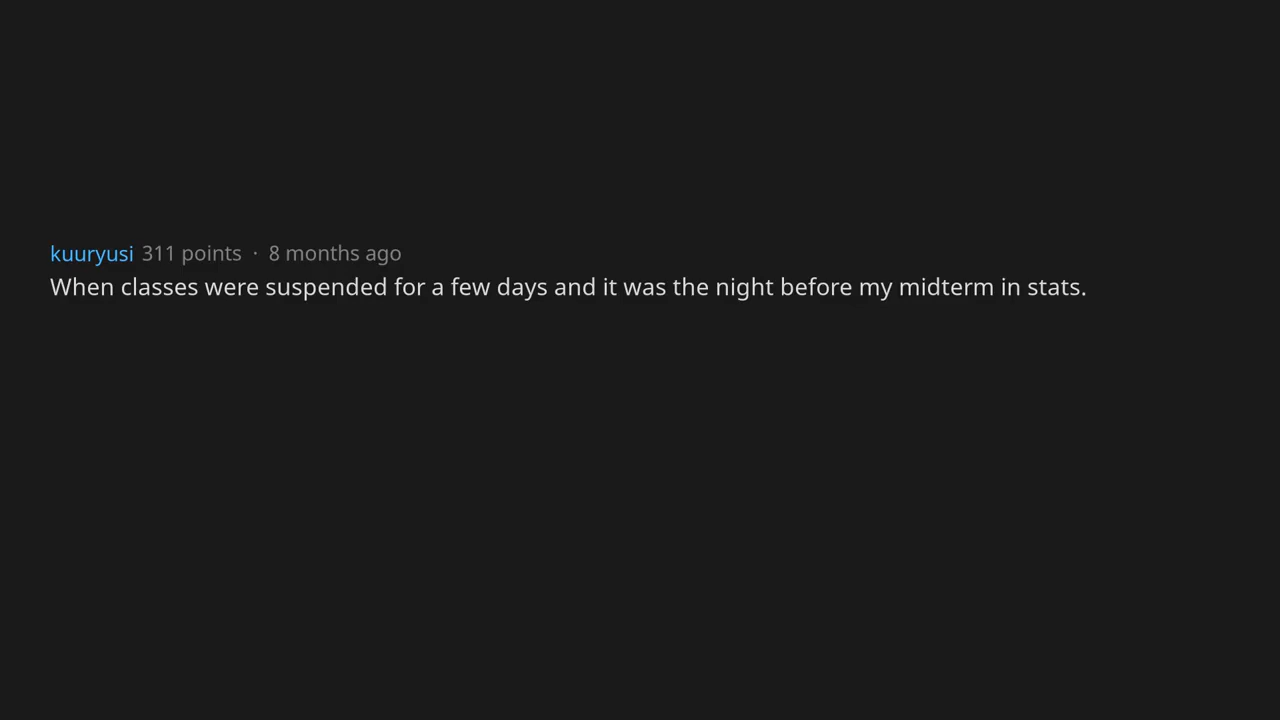 kuuryusi 311 points · 8 months ago
When classes were suspended for a few days and it was the night before my midterm in stats.